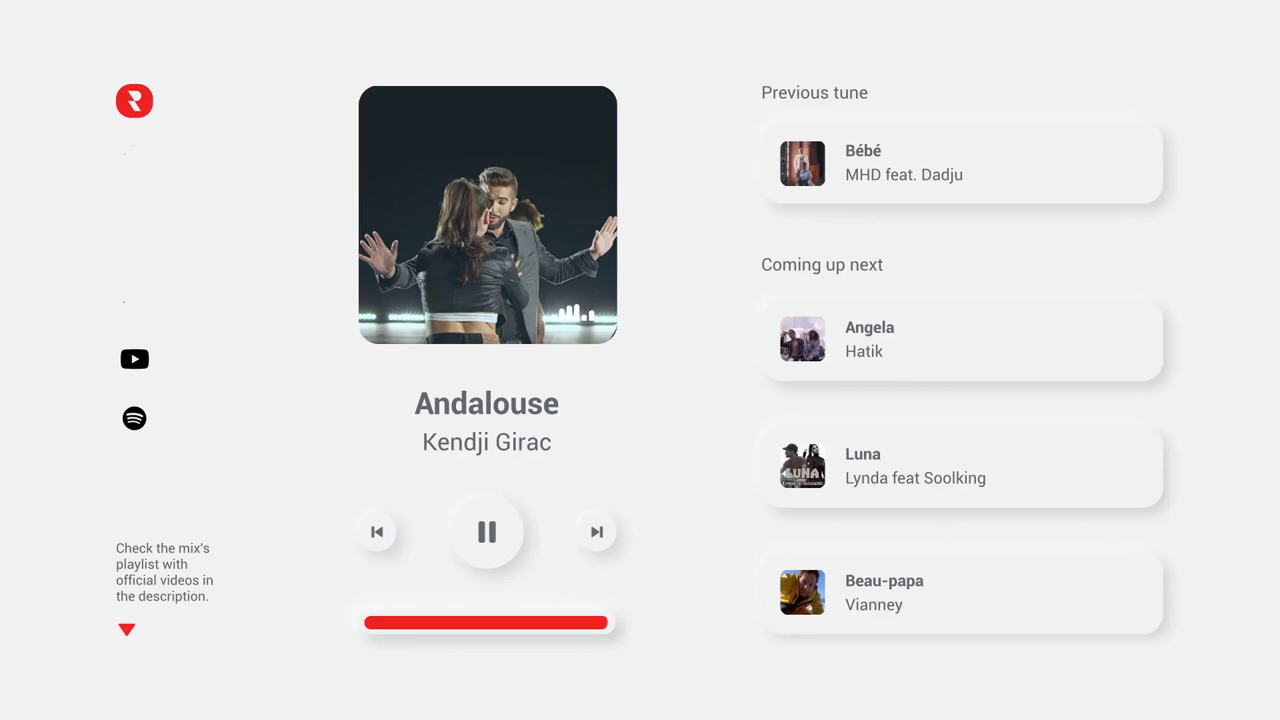 Previous tune
Bébé
MHD feat. Dadju
Coming up next
Angela
Hatik
Luna
Lynda feat Soolking
LUNA
Beau-papa
Vianney
Andalouse
Kendji Girac
Check the mix's
playlist with
official videos in
the description.